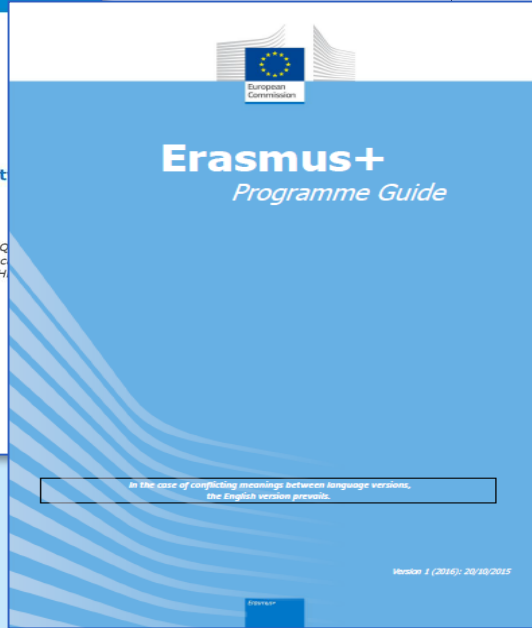 European
Commission
Erasmus+
Programme Guide
In the case of conflicting meanings between language versions,
the English version prevails.
Version 1 (2016): 20/10/2015
Erasmus+